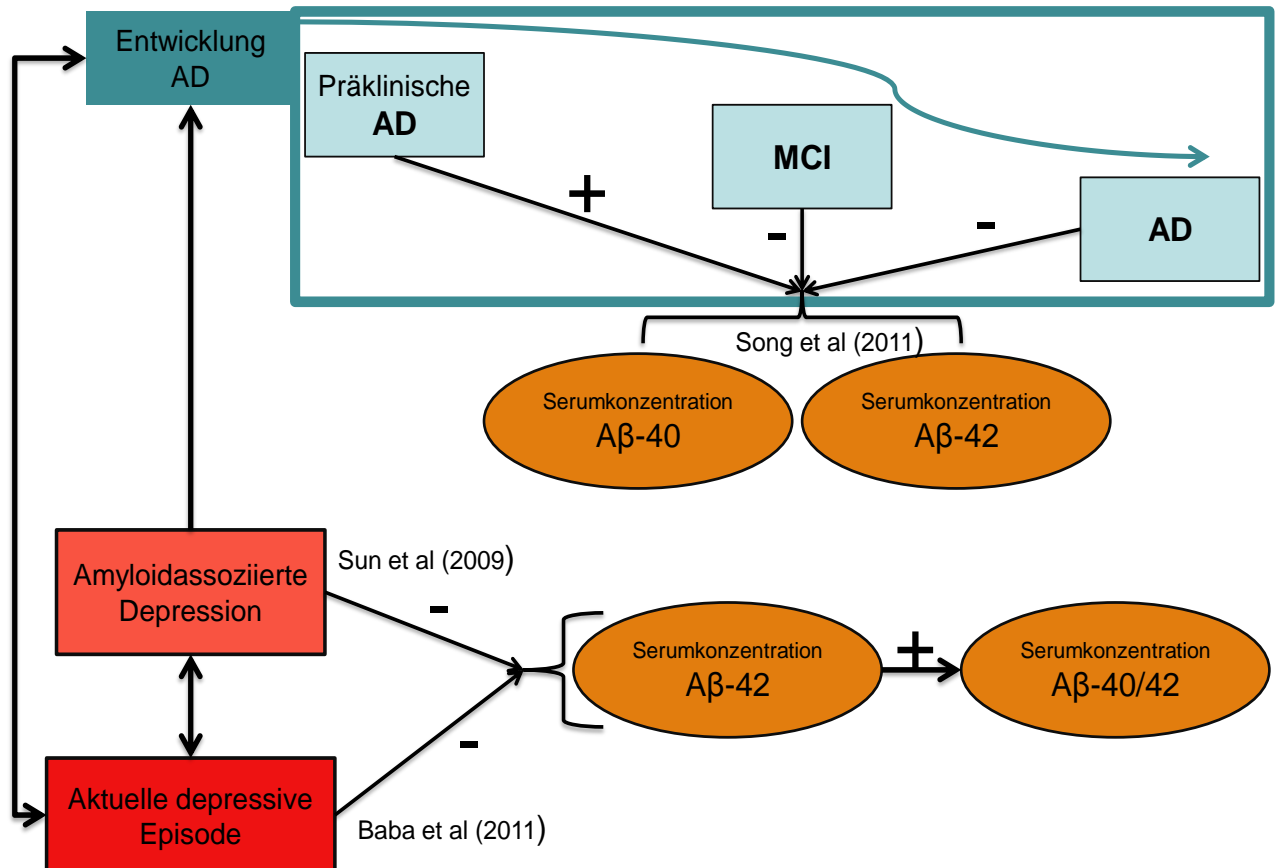 Entwicklung
AD
Präklinische
AD
MCI
AD
+
-
-
Song et al (2011)
Serumkonzentration
Aβ-40
Serumkonzentration
Aβ-42
Amyloidassoziierte
Depression
Sun et al (2009)
-
Serumkonzentration
Aβ-42
+
Serumkonzentration
Aβ-40/42
-
Aktuelle depressive
Episode
Baba et al (2011)